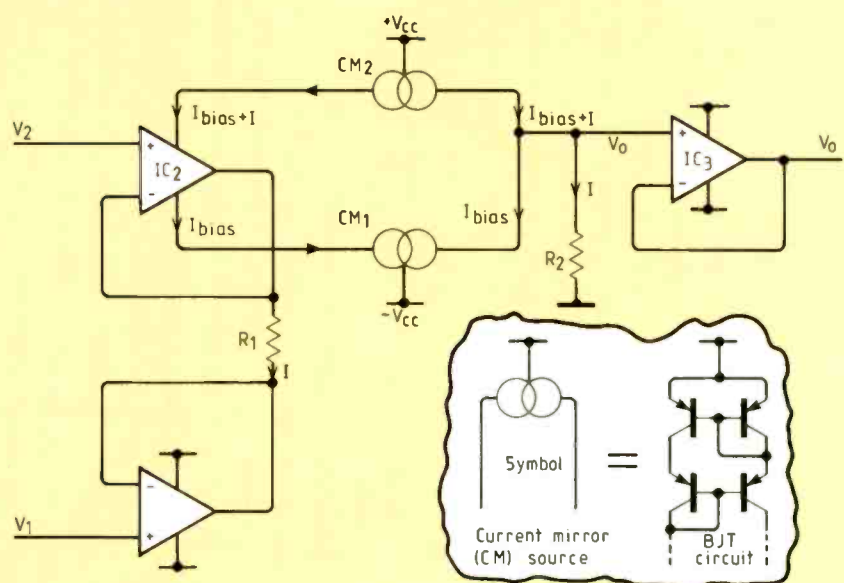 +Vcc
CM2
Ibias+I
Ibias+I
V2
+
IC2
-
Vo
+
IC3
-
Vo
Ibias
CM1
Ibias
I
R2
-Vcc
R1
I
-
+
V1
Symbol
=
Current mirror
(CM) source
BJT
circuit